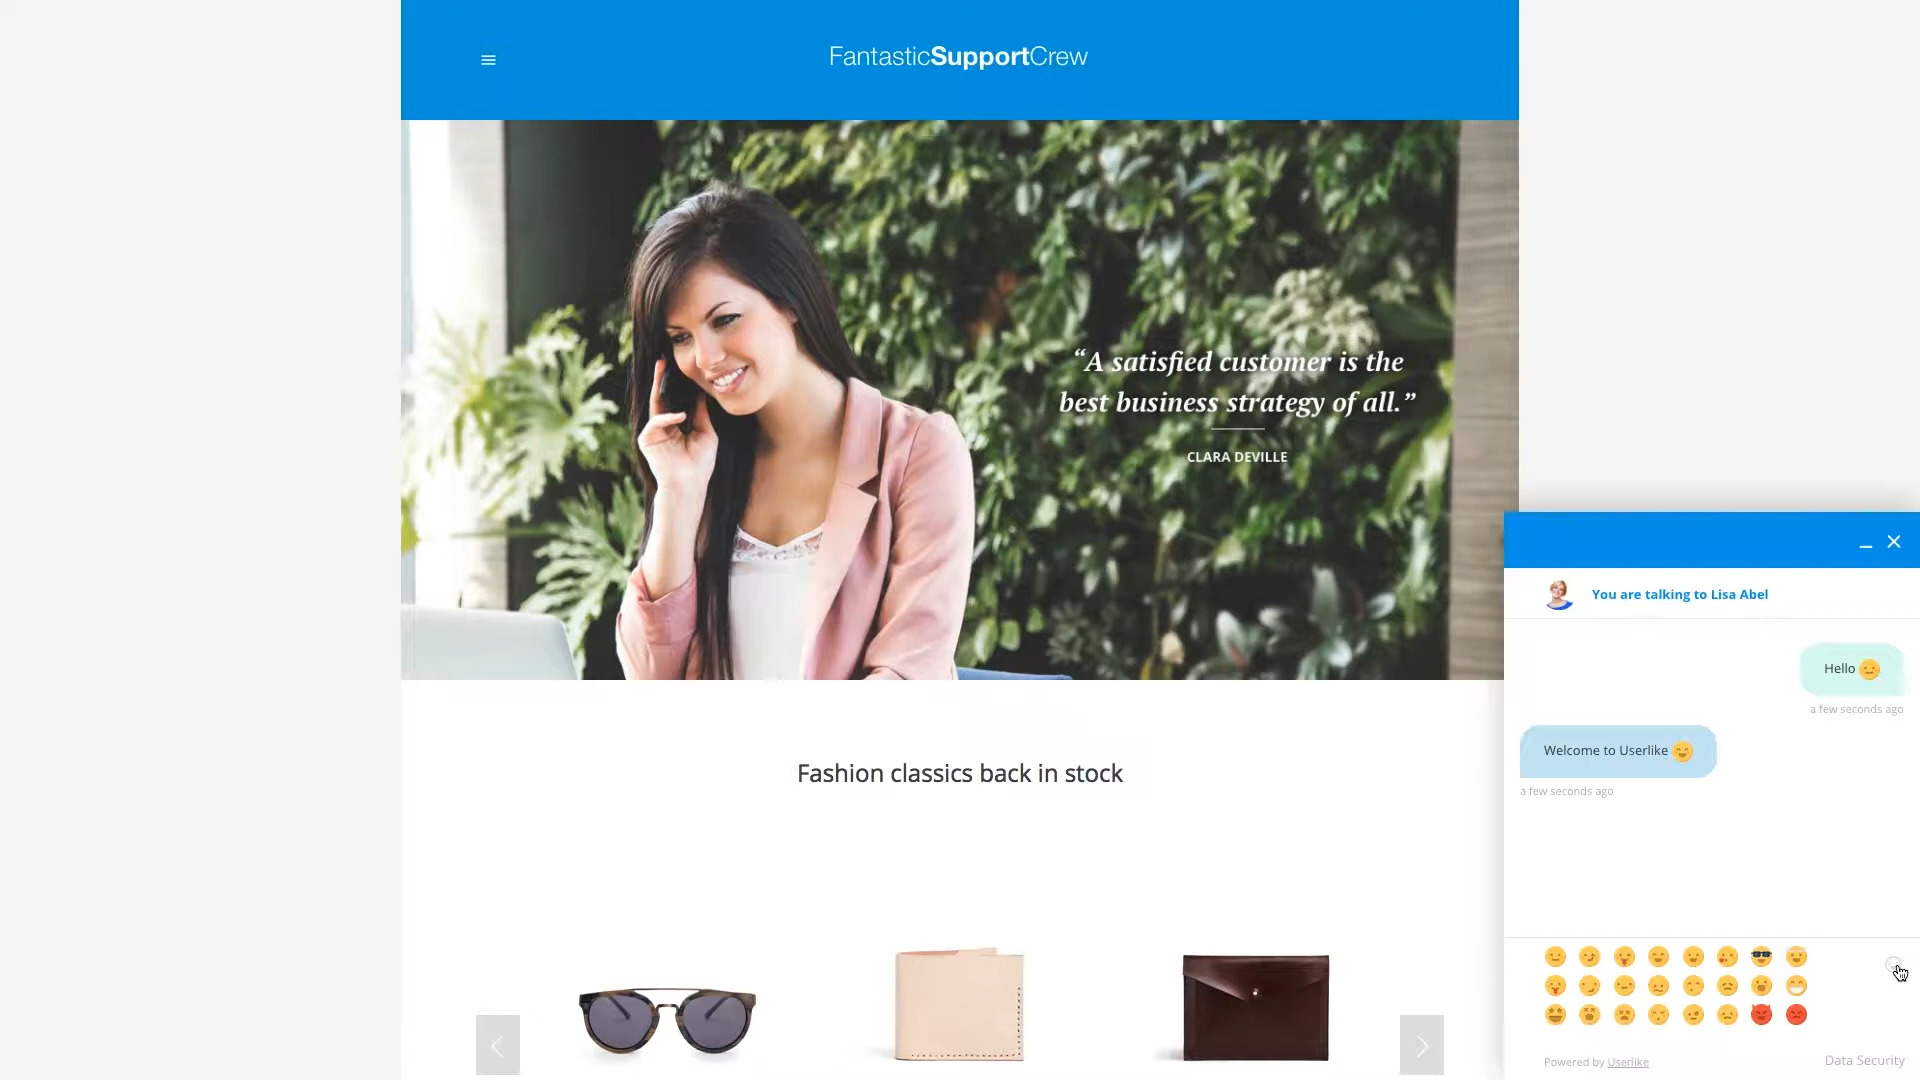 FantasticSupportCrew
“A satisfied customer is the
best business strategy of all.”
CLARA DEVILLE
You are talking to Lisa Abel
Hello
a few seconds ago
Welcome to Userlike
a few seconds ago
Fashion classics back in stock
Powered by Userlike
Data Security